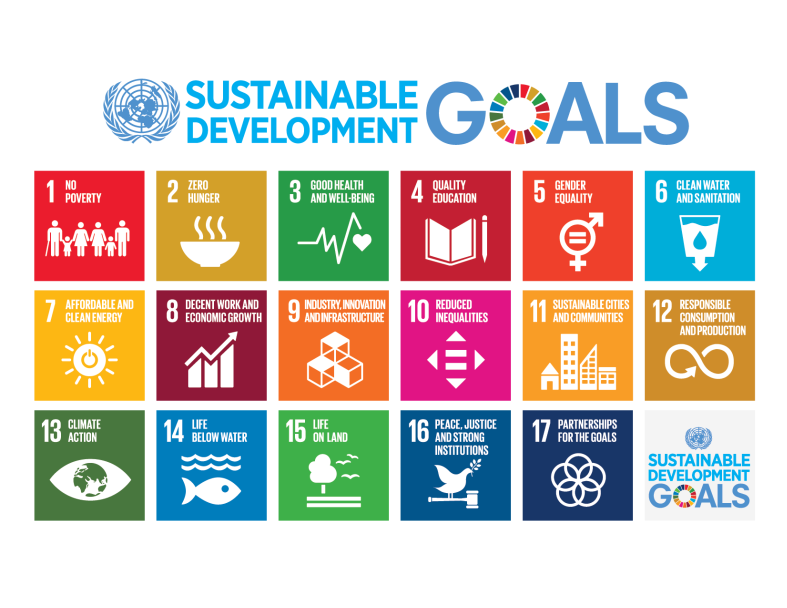 SUSTAINABLE
DEVELOPMENT
GOALS
1 NO
POVERTY
2 ZERO
HUNGER
3 GOOD HEALTH
AND WELL-BEING
4 QUALITY
EDUCATION
5 GENDER
EQUALITY
6 CLEAN WATER
AND SANITATION
7 AFFORDABLE AND
CLEAN ENERGY
8 DECENT WORK AND
ECONOMIC GROWTH
9 INDUSTRY, INNOVATION
AND INFRASTRUCTURE
10 REDUCED
INEQUALITIES
11 SUSTAINABLE CITIES
AND COMMUNITIES
12 RESPONSIBLE
CONSUMPTION
AND PRODUCTION
13 CLIMATE
ACTION
14 LIFE
BELOW WATER
15 LIFE
ON LAND
16 PEACE, JUSTICE
AND STRONG
INSTITUTIONS
17 PARTNERSHIPS
FOR THE GOALS
SUSTAINABLE
DEVELOPMENT
GOALS